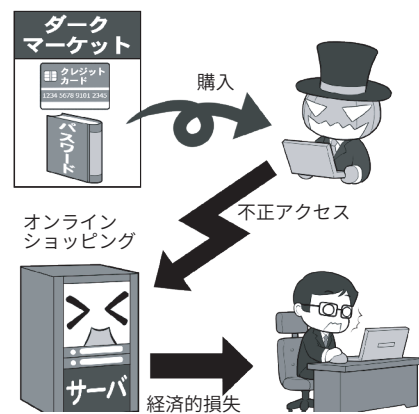 ダーク
マーケット
クレジット
カード
1234 5678 9101 2345
パスワード
購入
不正アクセス
オンライン
ショッピング
サーバ
経済的損失